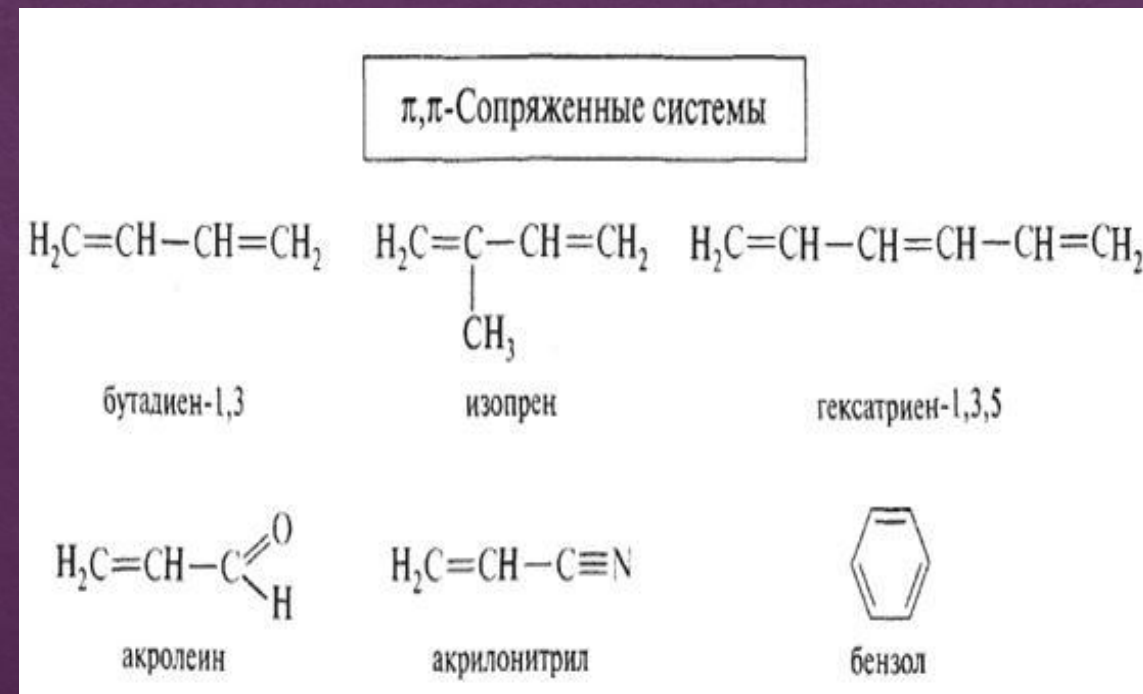 π,π-Сопряженные системы
H₂C=CH–CH=CH₂ H₂C=C–CH=CH₂ H₂C=CH–CH=CH–CH=CH₂
CH₃
бутадиен-1,3 изопрен гексатриен-1,3,5
O
H₂C=CH–C H₂C=CH–C≡N
H
акролеин акрилонитрил бензол